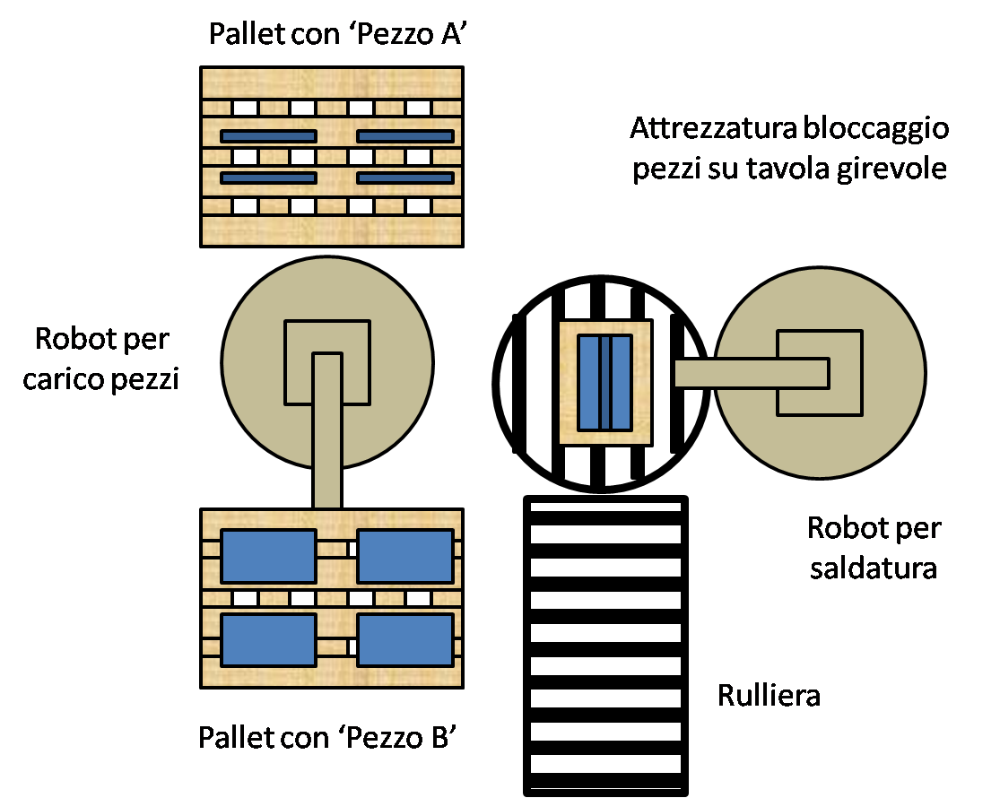 Pallet con ‘Pezzo A’
Attrezzatura bloccaggio
pezzi su tavola girevole
Robot per
carico pezzi
Robot per
saldatura
Rulliera
Pallet con ‘Pezzo B’